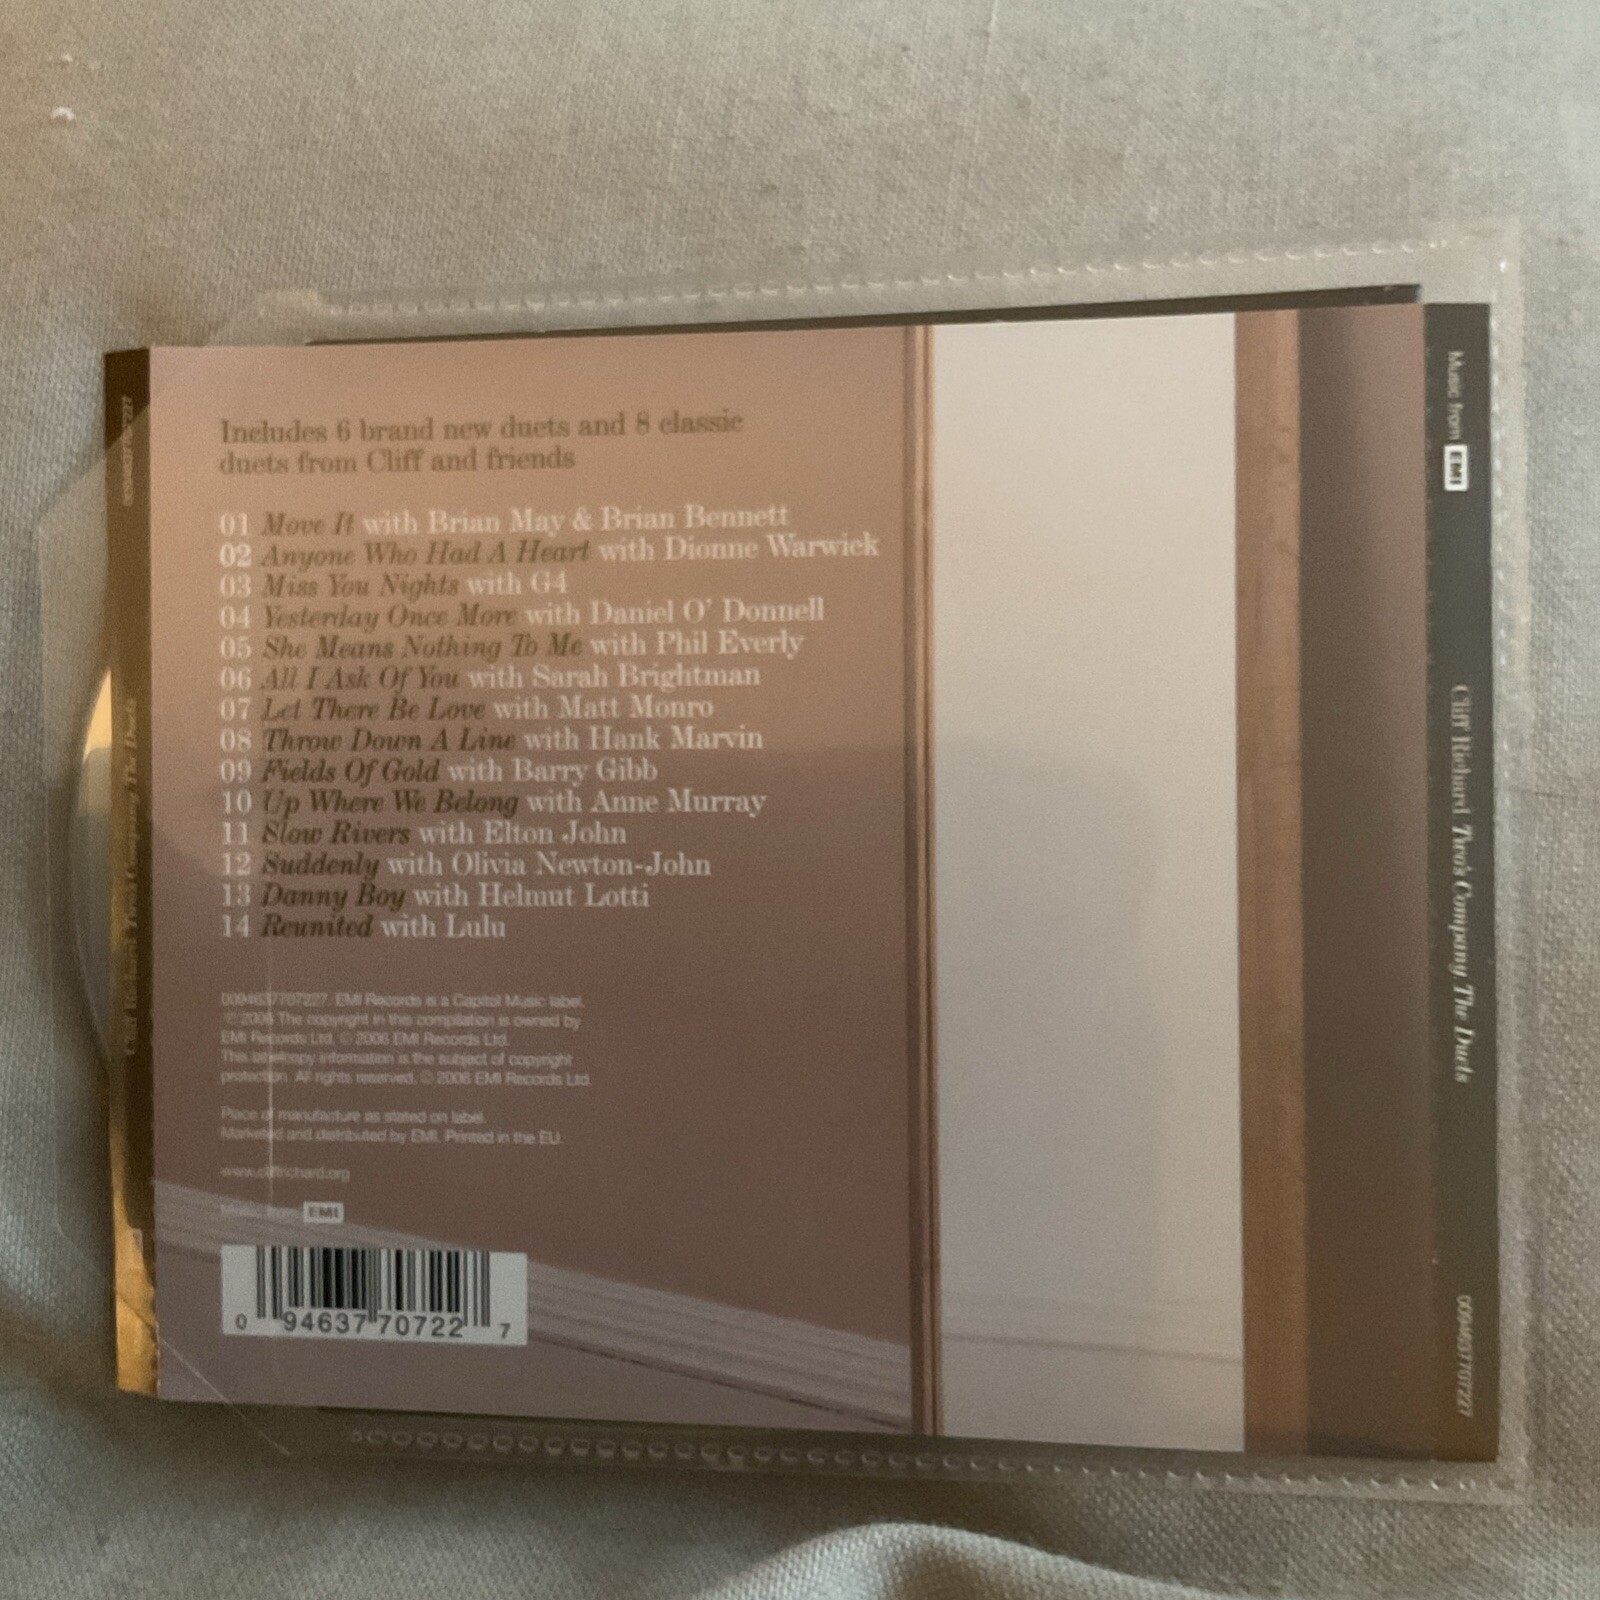 Includes 6 brand new duets and 8 classic
duets from Cliff and friends
01 Move It with Brian May & Brian Bennett
02 Anyone Who Had A Heart with Dionne Warwick
03 Miss You Nights with G4
04 Yesterday Once More with Daniel O' Donnell
05 She Means Nothing To Me with Phil Everly
06 All I Ask Of You with Sarah Brightman
07 Let There Be Love with Matt Monro
08 Throw Down A Line with Hank Marvin
09 Fields Of Gold with Barry Gibb
10 Up Where We Belong with Anne Murray
11 Slow Rivers with Elton John
12 Suddenly with Olivia Newton-John
13 Danny Boy with Helmut Lotti
14 Reunited with Lulu
0094637707227. EMI Records is a Capitol Music label.
℗ 2006 The copyright in this compilation is owned by
EMI Records Ltd. © 2006 EMI Records Ltd.
This labelcopy information is the subject of copyright
protection. All rights reserved. © 2006 EMI Records Ltd.
Place of manufacture as stated on label.
Marketed and distributed by EMI. Printed in the EU.
www.cliffrichard.org
Music from EMI
0 94637 70722 7
Music from EMI
Cliff Richard Two's Company The Duets
0094637707227
Cliff Richard Two's Company The Duets